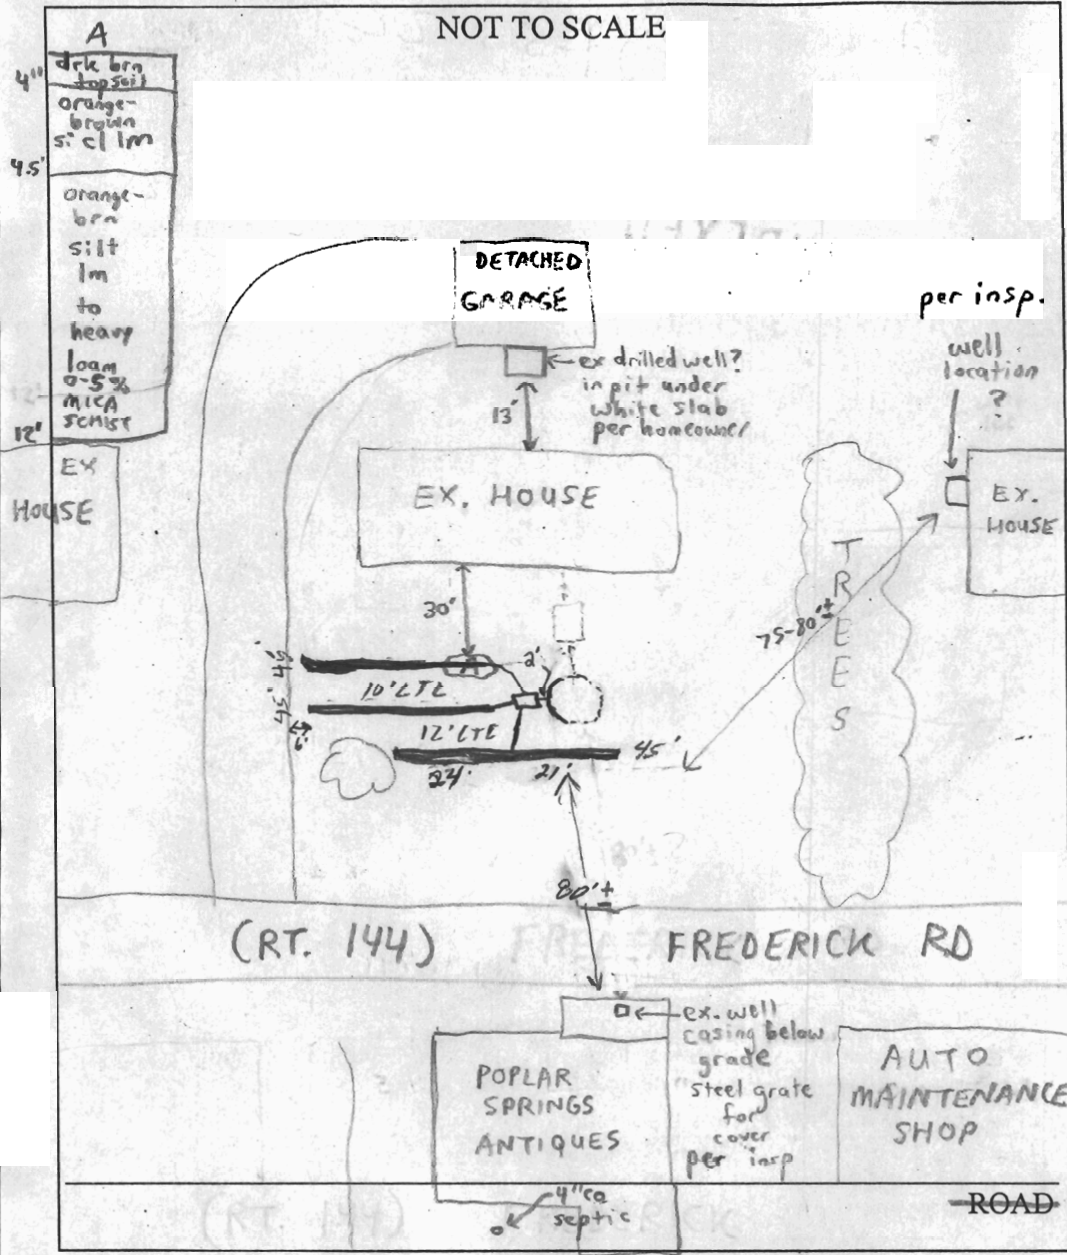 NOT TO SCALE
A
drk brn
topsoil
4"
orange-
brown
si cl lm
4.5'
orange-
brn
silt
lm
to
heavy
loam
0-5%
MICA
SCHIST
12'
12'
EX
HOUSE
DETACHED
GARAGE
ex drilled well?
in pit under
white slab
per homeowner
13'
EX. HOUSE
per insp.
well
location
?
EX.
HOUSE
TREES
75-80'±
30'
A
2'
45'
10' LTE
45'
6'
12' LTE
45'
24'
21'
80'±
(RT. 144)
FREDERICK RD
ex. well
casing below
grade
steel grate
for
cover
per insp
POPLAR
SPRINGS
ANTIQUES
AUTO
MAINTENANCE
SHOP
ROAD
4" co
septic